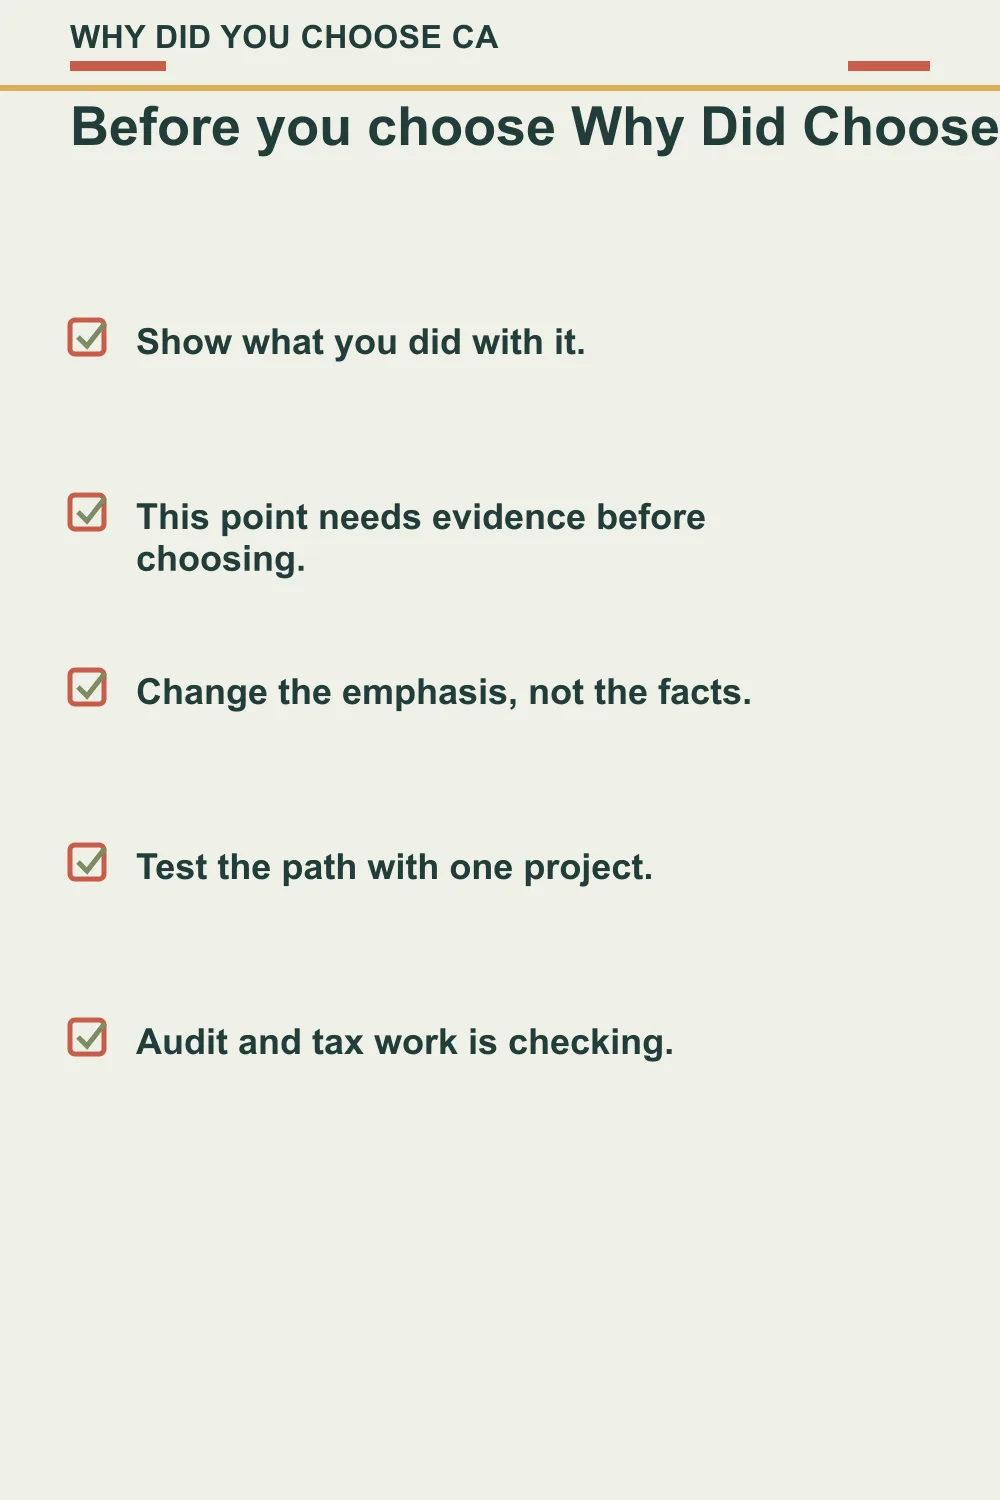 WHY DID YOU CHOOSE CA
Before you choose Why Did Choose
Show what you did with it.
This point needs evidence before
choosing.
Change the emphasis, not the facts.
Test the path with one project.
Audit and tax work is checking.